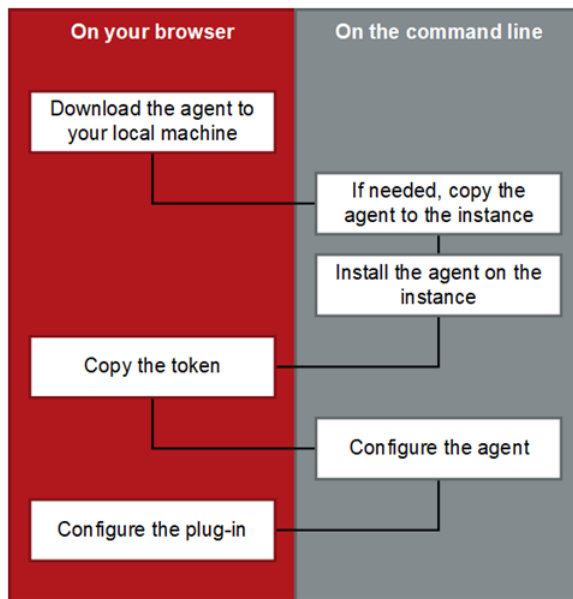 On your browser
On the command line
Download the agent to
your local machine
If needed, copy the
agent to the instance
Install the agent on the
instance
Copy the token
Configure the agent
Configure the plug-in